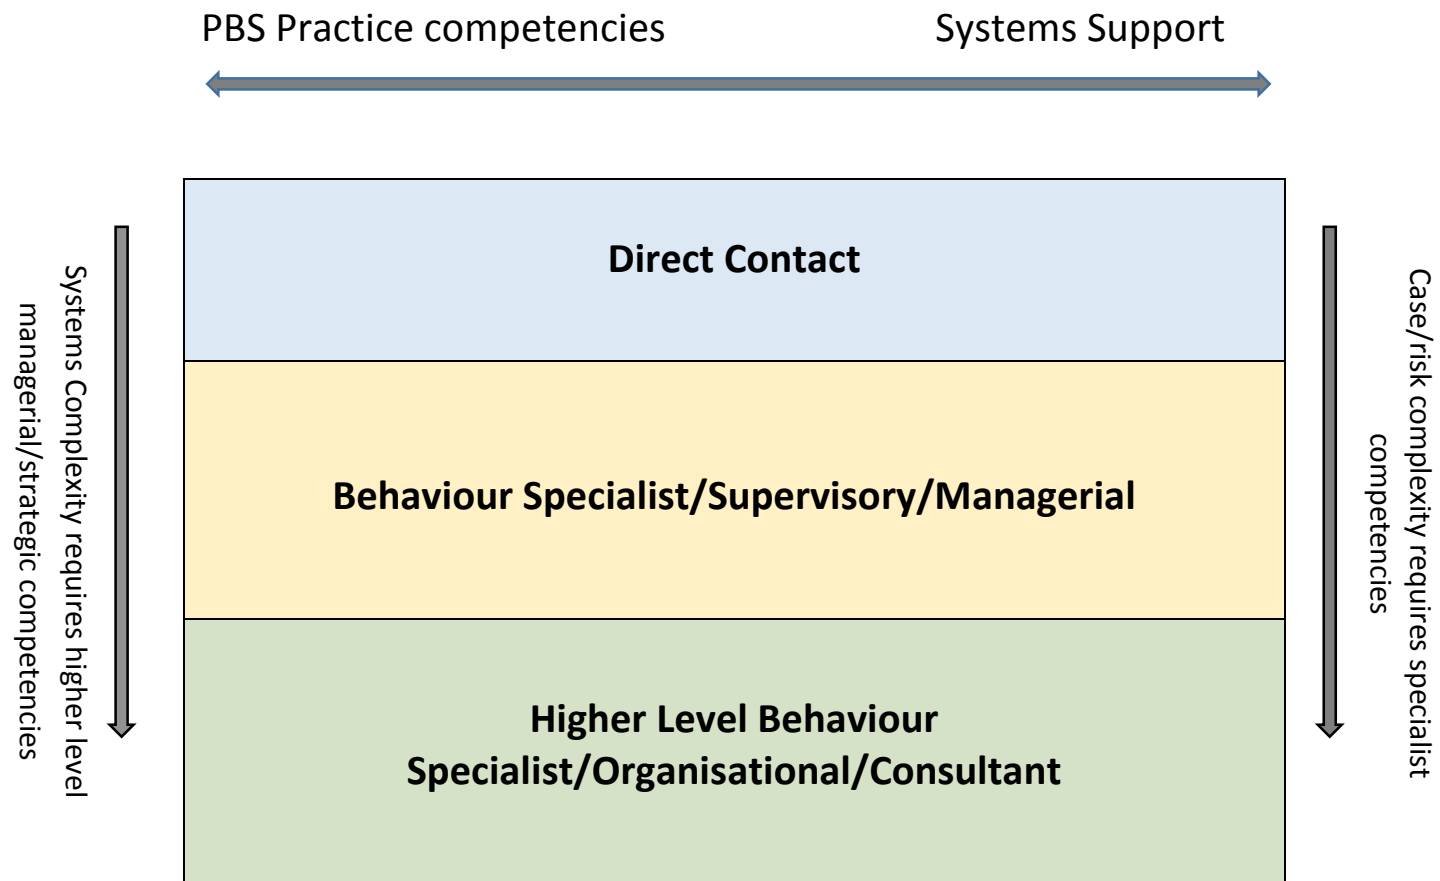 PBS Practice competencies
Systems Support
Direct Contact
Behaviour Specialist/Supervisory/Managerial
Higher Level Behaviour
Specialist/Organisational/Consultant
Systems Complexity requires higher level
managerial/strategic competencies
Case/risk complexity requires specialist
competencies